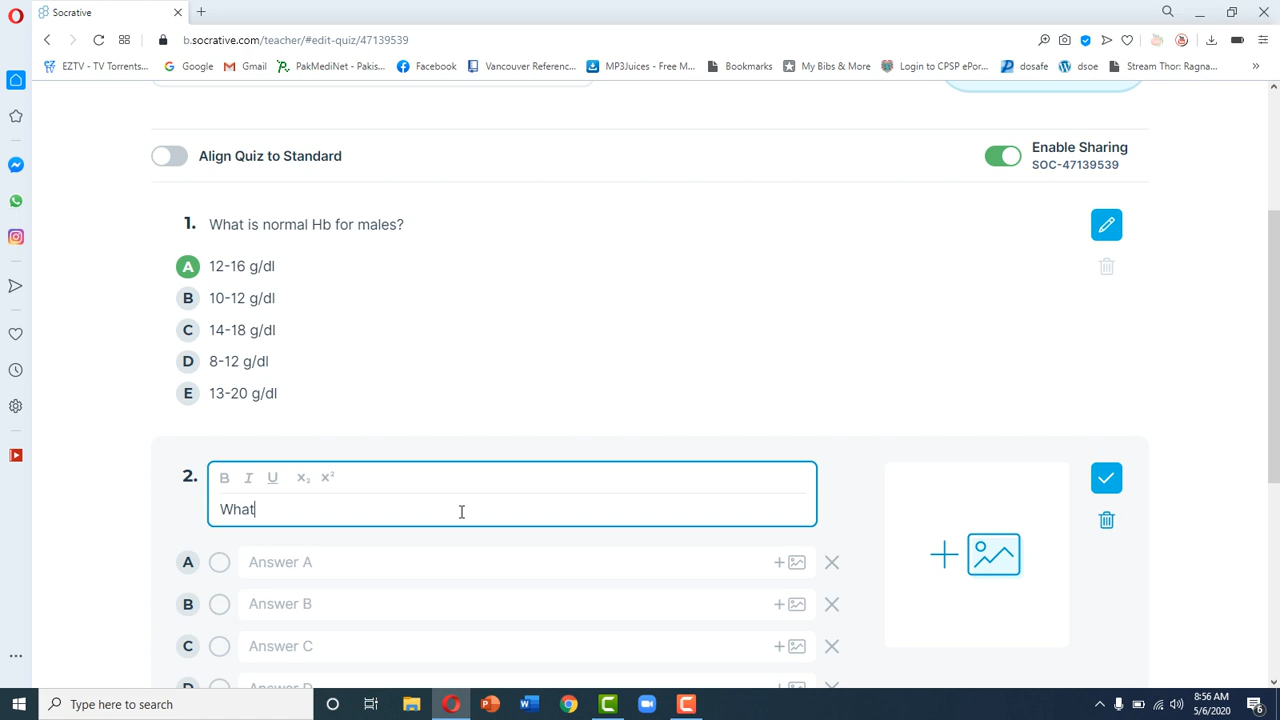 Socrative
b.socrative.com/teacher/#edit-quiz/47139539
EZTV - TV Torrents...
Google
Gmail
PakMediNet - Pakis...
Facebook
Vancouver Referenc...
MP3Juices - Free M...
Bookmarks
My Bibs & More
Login to CPSP ePor...
dosafe
dsoe
Stream Thor: Ragna...
Align Quiz to Standard
Enable Sharing
SOC-47139539
1. What is normal Hb for males?
A 12-16 g/dl
B 10-12 g/dl
C 14-18 g/dl
D 8-12 g/dl
E 13-20 g/dl
2. B I U X₂ X²
What
A Answer A
B Answer B
C Answer C
D Answer D
Type here to search
8:56 AM
5/6/2020
6